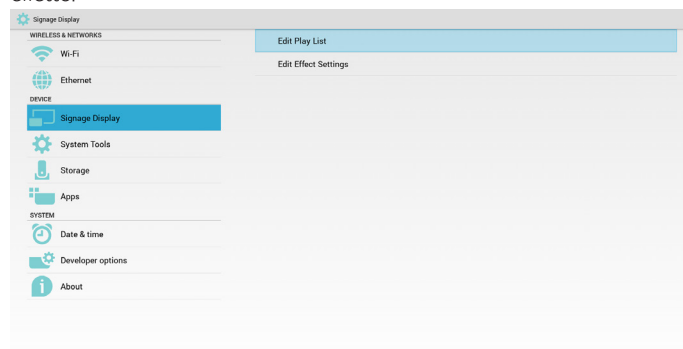 Signage Display
WIRELESS & NETWORKS
Wi-Fi
Ethernet
DEVICE
Signage Display
System Tools
Storage
Apps
SYSTEM
Date & time
Developer options
About
Edit Play List
Edit Effect Settings